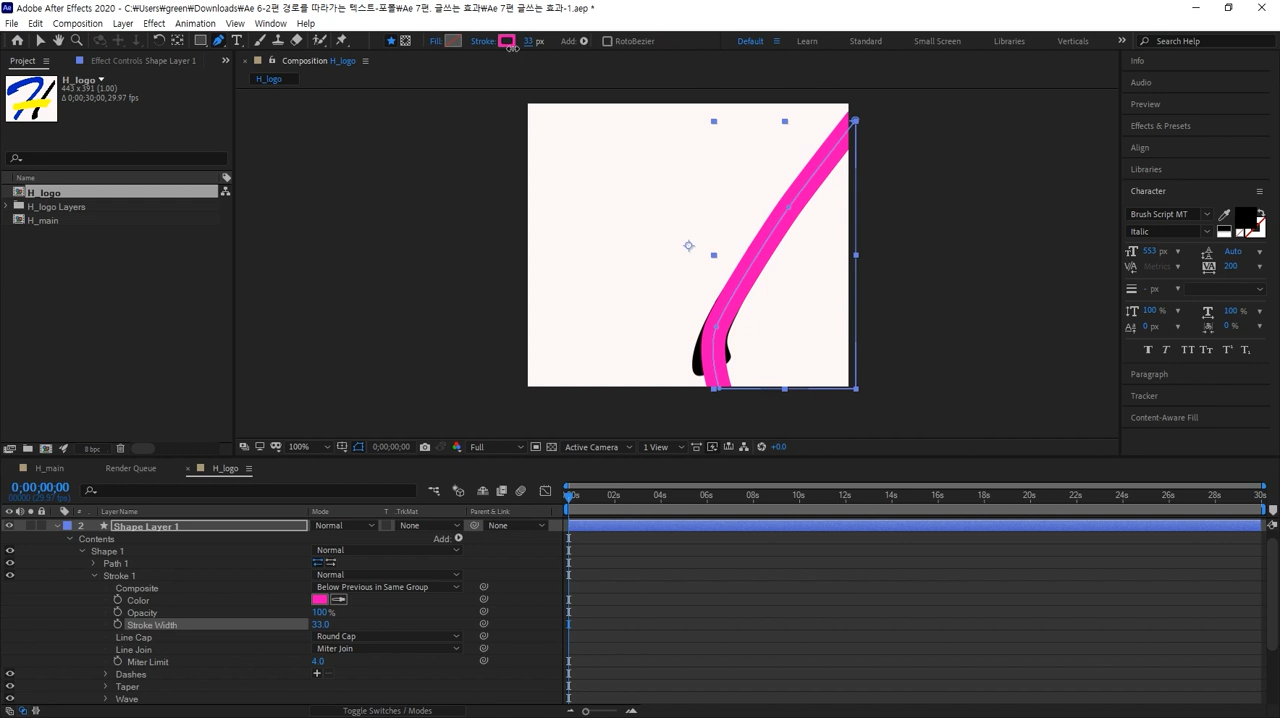 Adobe After Effects 2020 - C:\Users\green\Downloads\Ae 6-2편 경로를 따라가는 텍스트-포폴\Ae 7편. 글쓰는 효과\Ae 7편 글쓰는 효과-1.aep *
File Edit Composition Layer Effect Animation View Window Help
Fill: Stroke: 33 px Add: RotoBezier Default Learn Standard Small Screen Libraries Verticals Search Help
Project Effect Controls Shape Layer 1 Composition H_logo Info
H_logo
H_logo
443 x 391 (1.00)
Δ 0;00;30;00, 29.97 fps
Audio
Preview
Effects & Presets
Align
Libraries
Name
H_logo
H_logo Layers
H_main
Character
Brush Script MT
Italic
553 px Auto
Metrics 200
- px
100 % 100 %
0 px 0 %
T T TT Tт T¹ T₁
Paragraph
Tracker
Content-Aware Fill
8 bpc 100% 0;00;00;00 Full Active Camera 1 View +0.0
H_main Render Queue H_logo
0;00;00;00
00000 (29.97 fps)
:00s 02s 04s 06s 08s 10s 12s 14s 16s 18s 20s 22s 24s 26s 28s 30s
# Layer Name Mode T .TrkMat Parent & Link
2 Shape Layer 1 Normal None None
Contents Add:
Shape 1 Normal
Path 1
Stroke 1 Normal
Composite Below Previous in Same Group
Color
Opacity 100%
Stroke Width 33.0
Line Cap Round Cap
Line Join Miter Join
Miter Limit 4.0
Dashes + −
Taper
Wave
Toggle Switches / Modes